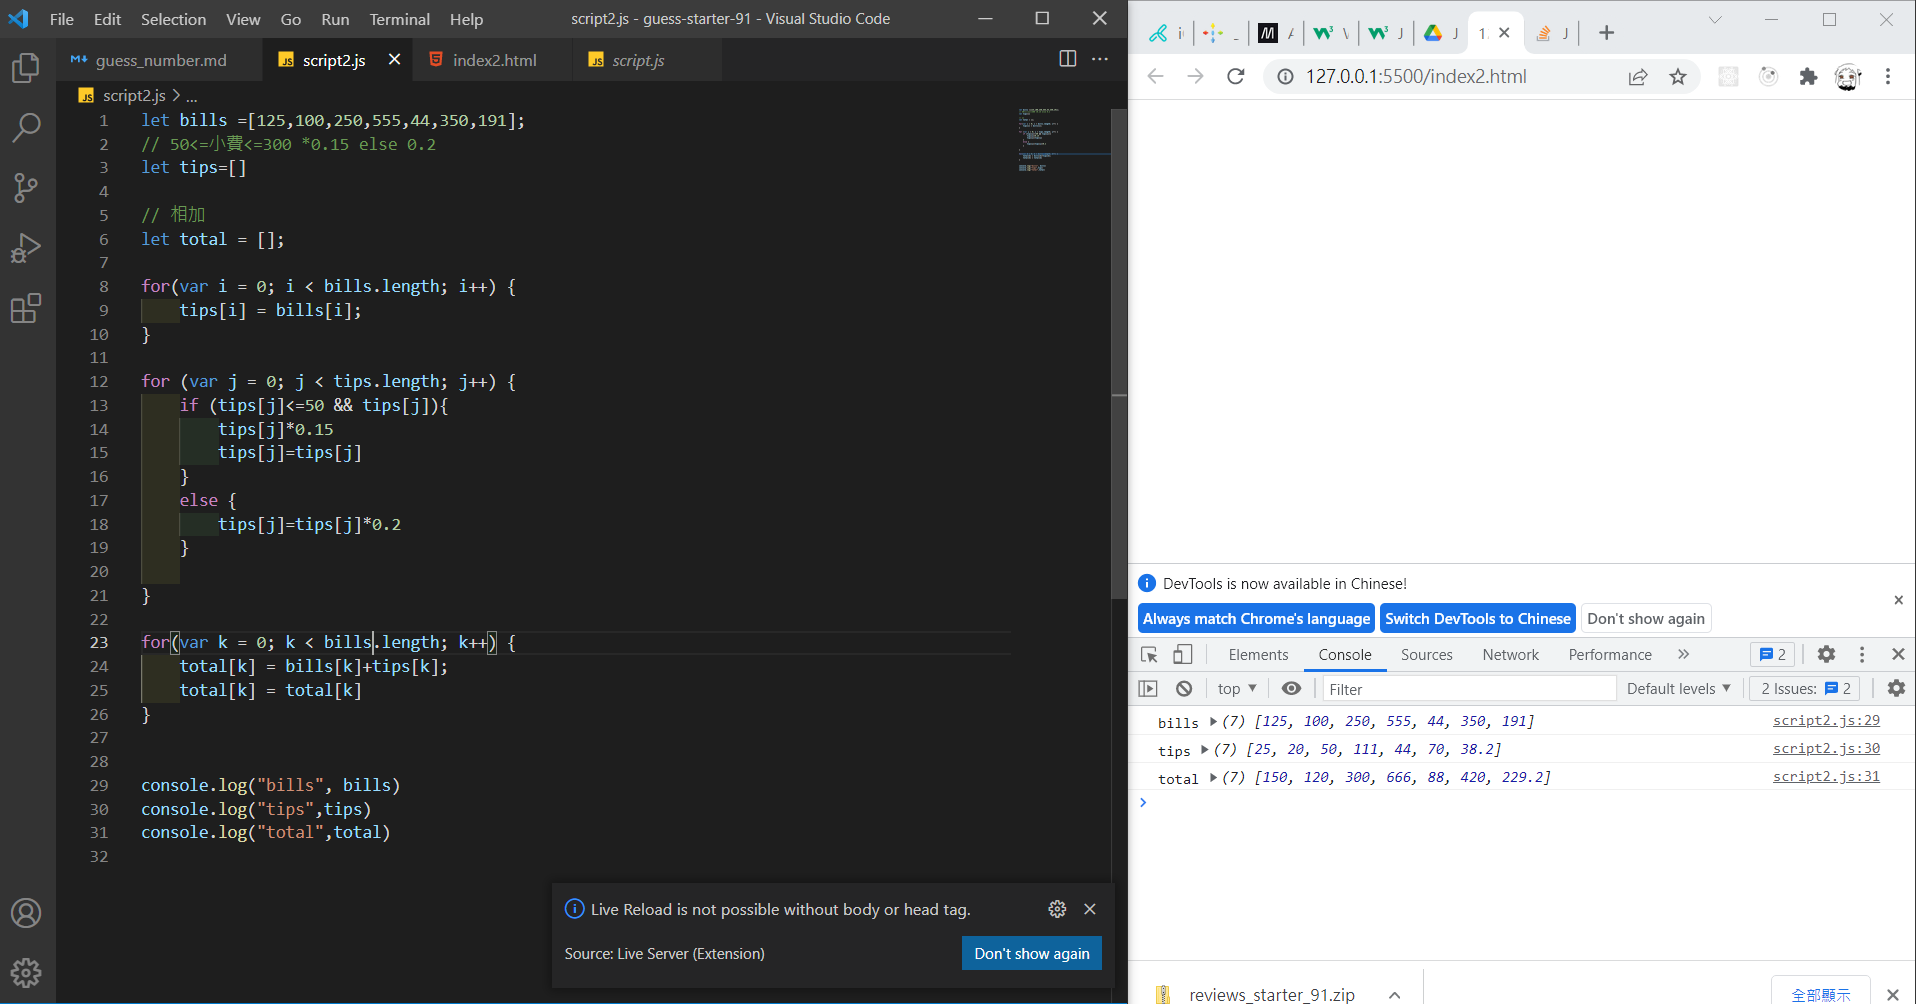 File Edit Selection View Go Run Terminal Help script2.js - guess-starter-91 - Visual Studio Code
guess_number.md script2.js index2.html script.js
script2.js > ...
1 let bills =[125,100,250,555,44,350,191];
2 // 50<=小費<=300 *0.15 else 0.2
3 let tips=[]
4
5 // 相加
6 let total = [];
7
8 for(var i = 0; i < bills.length; i++) {
9 tips[i] = bills[i];
10 }
11
12 for (var j = 0; j < tips.length; j++) {
13 if (tips[j]<=50 && tips[j]){
14 tips[j]*0.15
15 tips[j]=tips[j]
16 }
17 else {
18 tips[j]=tips[j]*0.2
19 }
20
21 }
22
23 for(var k = 0; k < bills.length; k++) {
24 total[k] = bills[k]+tips[k];
25 total[k] = total[k]
26 }
27
28
29 console.log("bills", bills)
30 console.log("tips",tips)
31 console.log("total",total)
32
Live Reload is not possible without body or head tag.
Source: Live Server (Extension) Don't show again
127.0.0.1:5500/index2.html
DevTools is now available in Chinese!
Always match Chrome's language Switch DevTools to Chinese Don't show again
Elements Console Sources Network Performance 2
top Filter Default levels 2 Issues: 2
bills (7) [125, 100, 250, 555, 44, 350, 191] script2.js:29
tips (7) [25, 20, 50, 111, 44, 70, 38.2] script2.js:30
total (7) [150, 120, 300, 666, 88, 420, 229.2] script2.js:31
reviews_starter_91.zip 全部顯示